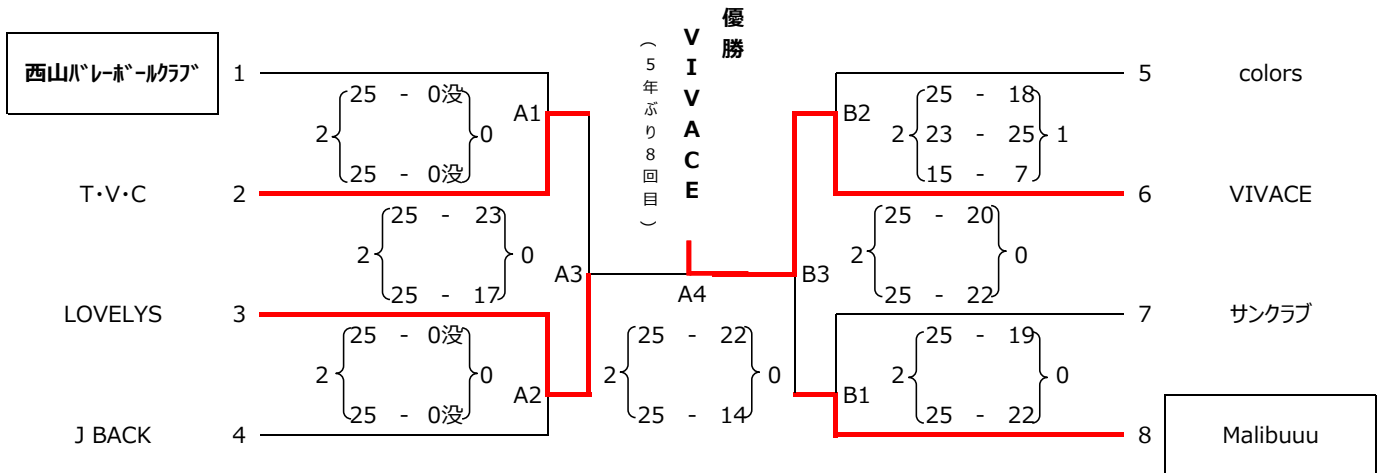 優勝
VIVACE
（5年ぶり8回目）
西山ﾊﾞﾚｰﾎﾞｰﾙｸﾗﾌﾞ 1
25 - 0没
2 0
25 - 0没
A1
T・V・C 2
25 - 23
2 0
25 - 17
A3
LOVELYS 3
25 - 0没
2 0
25 - 0没
A2
J BACK 4
A4
25 - 22
2 0
25 - 14
5 colors
B2
25 - 18
2 23 - 25 1
15 - 7
6 VIVACE
25 - 20
2 0
25 - 22
B3
7 サンクラブ
25 - 19
B1 2 0
25 - 22
8 Malibuuu